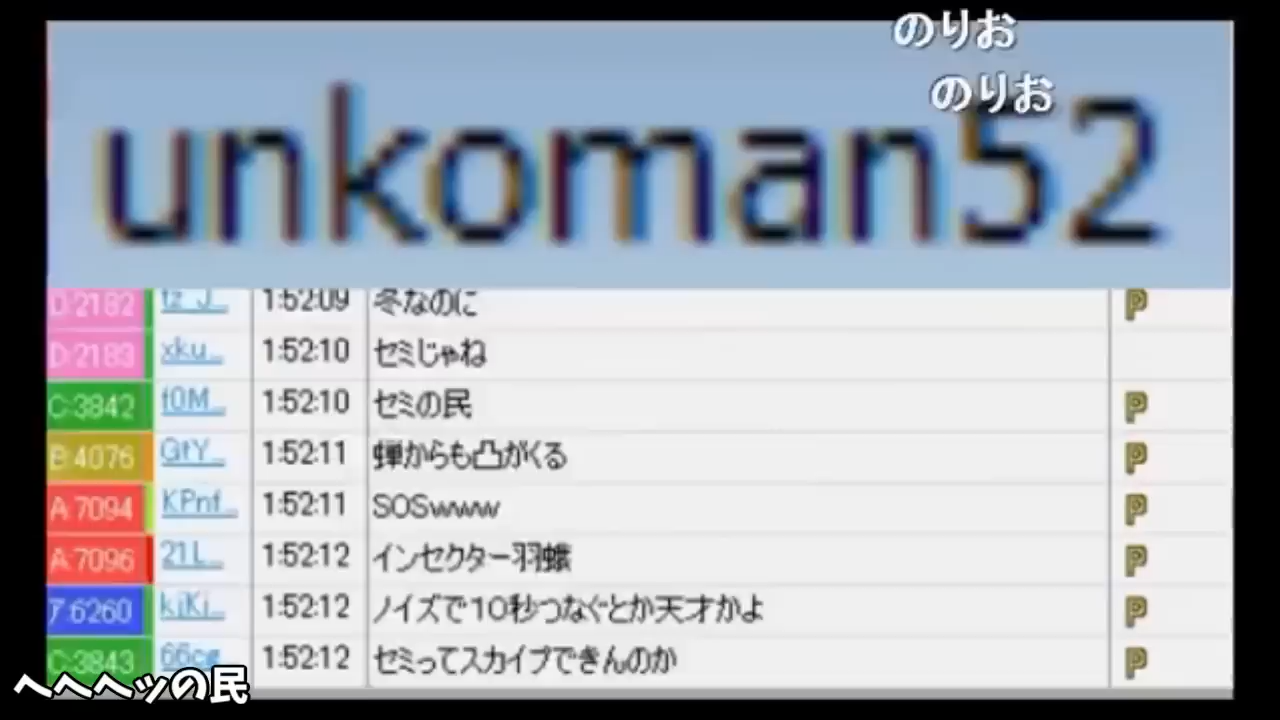 のりお
のりお
unkoman52
D:2182 tz_J... 1:52:09 冬なのに P
D:2183 xku... 1:52:10 セミじゃね
C:3842 f0M... 1:52:10 セミの民 P
B:4076 GtY... 1:52:11 蝉からも凸がくる P
A:7094 KPnf... 1:52:11 SOSwww P
A:7096 21L... 1:52:12 インセクター羽蛾 P
ア:6260 kjKj... 1:52:12 ノイズで10秒つなぐとか天才かよ P
C:3843 66cg... 1:52:12 セミってスカイプできんのか P
へへへッの民